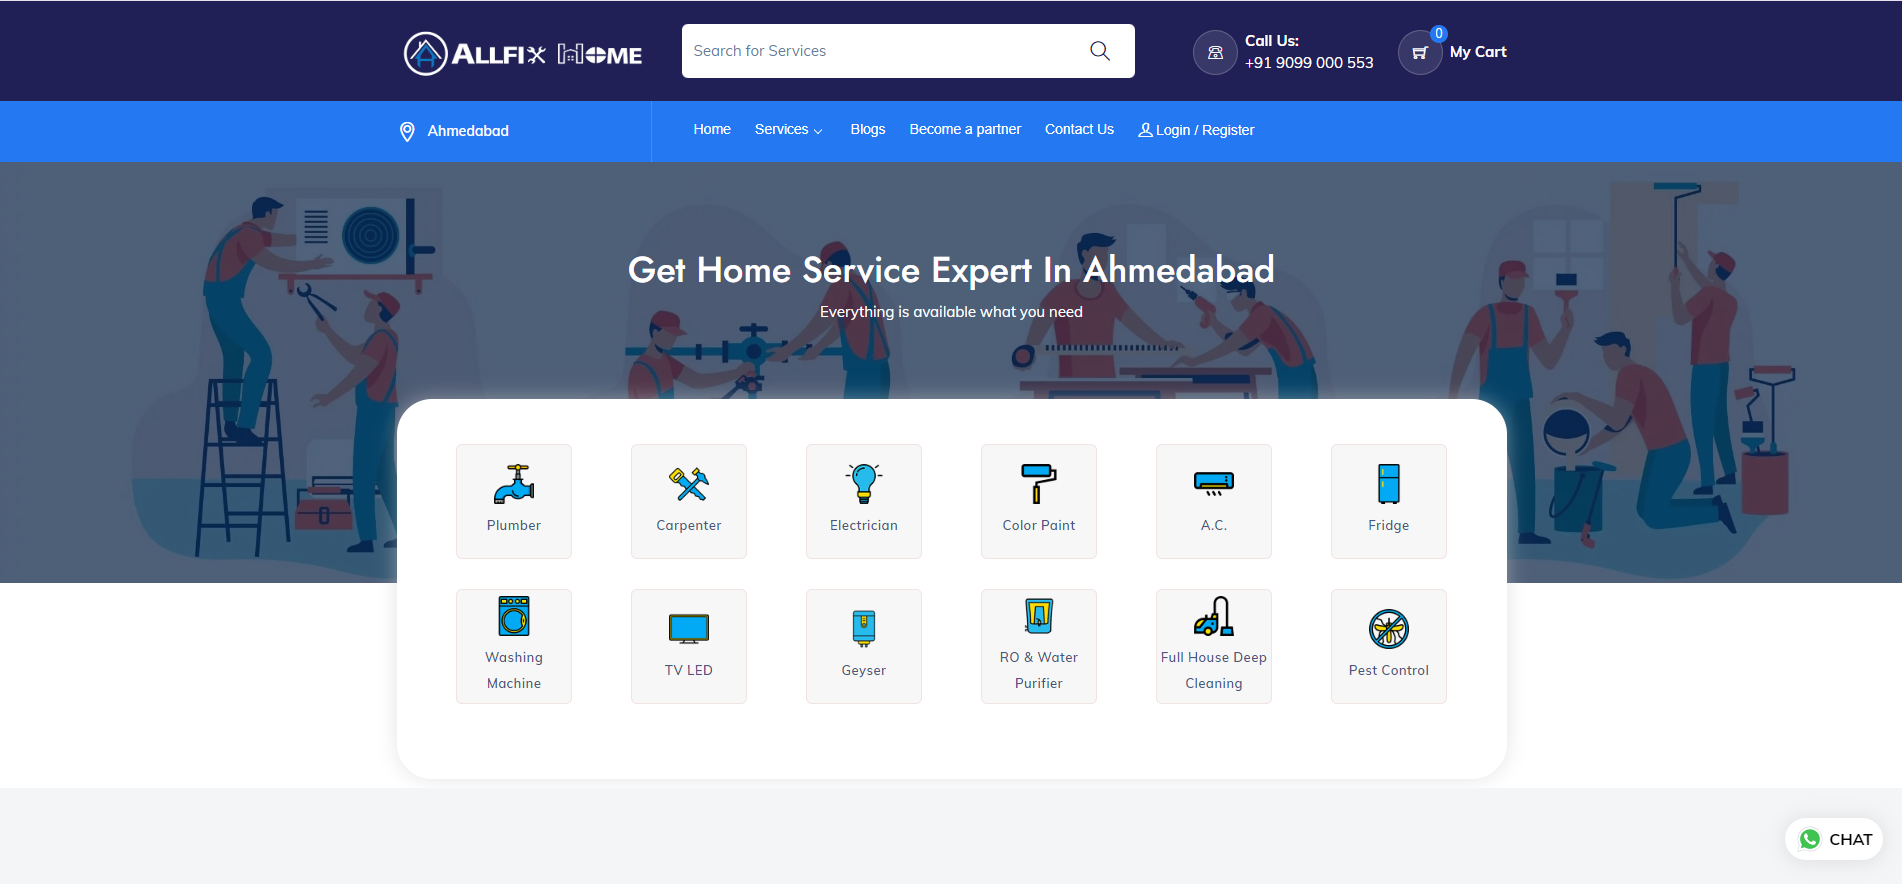 ALLFIX HOME
Search for Services
Call Us:
+91 9099 000 553
0
My Cart
Ahmedabad
Home
Services
Blogs
Become a partner
Contact Us
Login / Register
Get Home Service Expert In Ahmedabad
Everything is available what you need
Plumber
Carpenter
Electrician
Color Paint
A.C.
Fridge
Washing
Machine
TV LED
Geyser
RO & Water
Purifier
Full House Deep
Cleaning
Pest Control
CHAT